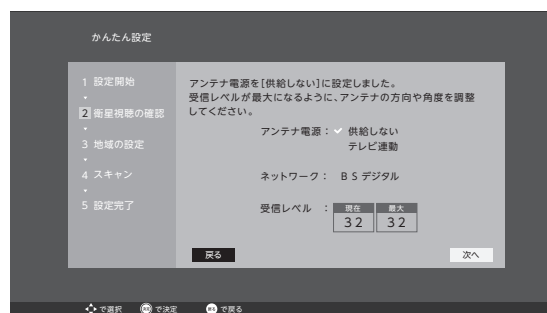 かんたん設定
1 設定開始
2 衛星視聴の確認
3 地域の設定
4 スキャン
5 設定完了
アンテナ電源を[供給しない]に設定しました。
受信レベルが最大になるように、アンテナの方向や角度を調整
してください。
アンテナ電源： 供給しない
テレビ連動
ネットワーク： ＢＳデジタル
受信レベル ： 現在 最大
32 32
戻る 次へ
で選択 で決定 で戻る